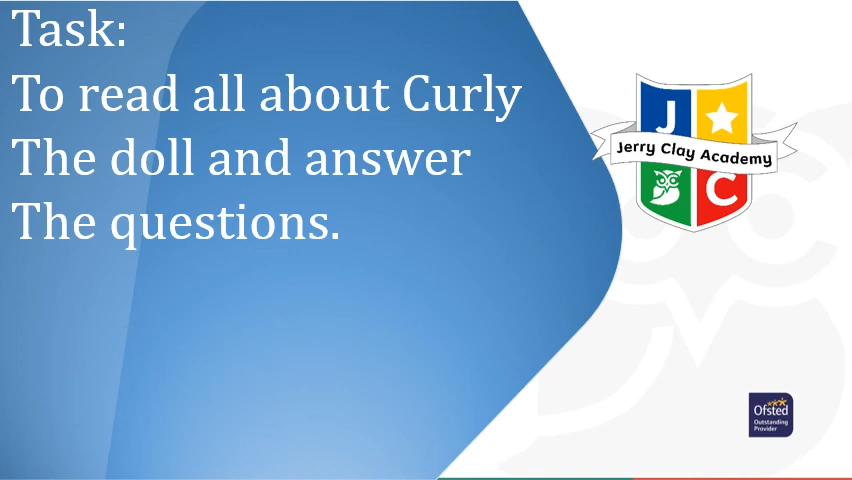 Task:
To read all about Curly
The doll and answer
The questions.
J
Jerry Clay Academy
C
Ofsted
Outstanding
Provider